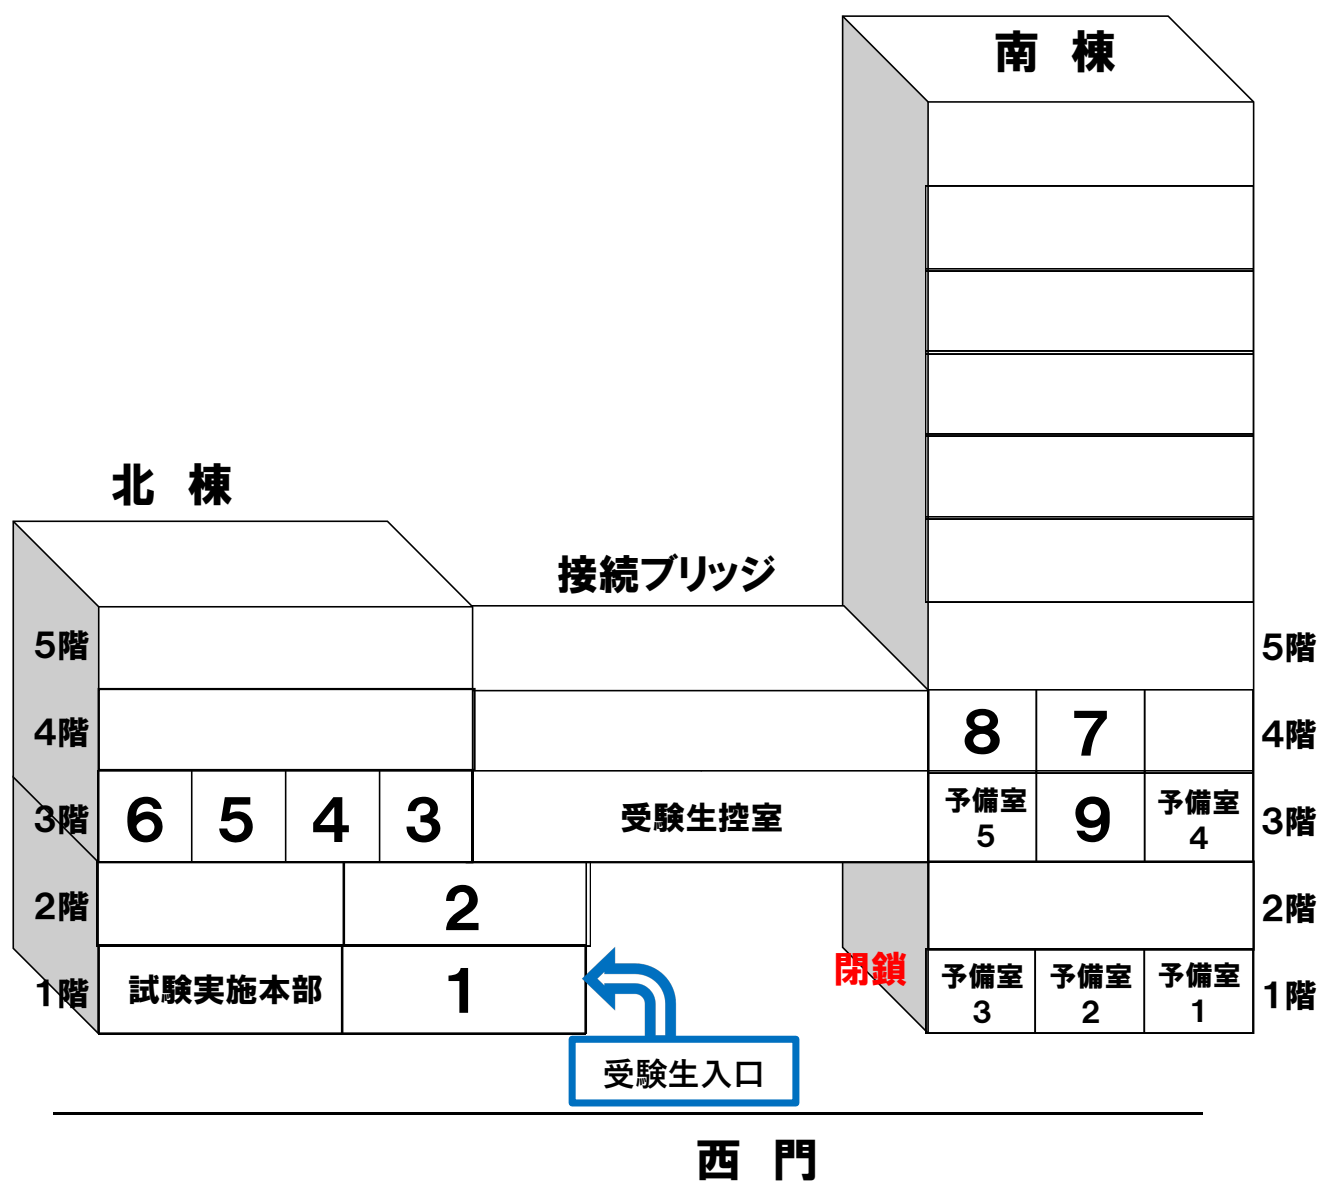 南 棟
北 棟
接続ブリッジ
5階
5階
4階
8
7
4階
3階
6
5
4
3
受験生控室
予備室
5
9
予備室
4
3階
2階
2
2階
1階
試験実施本部
1
閉鎖
予備室
3
予備室
2
予備室
1
1階
受験生入口
西 門